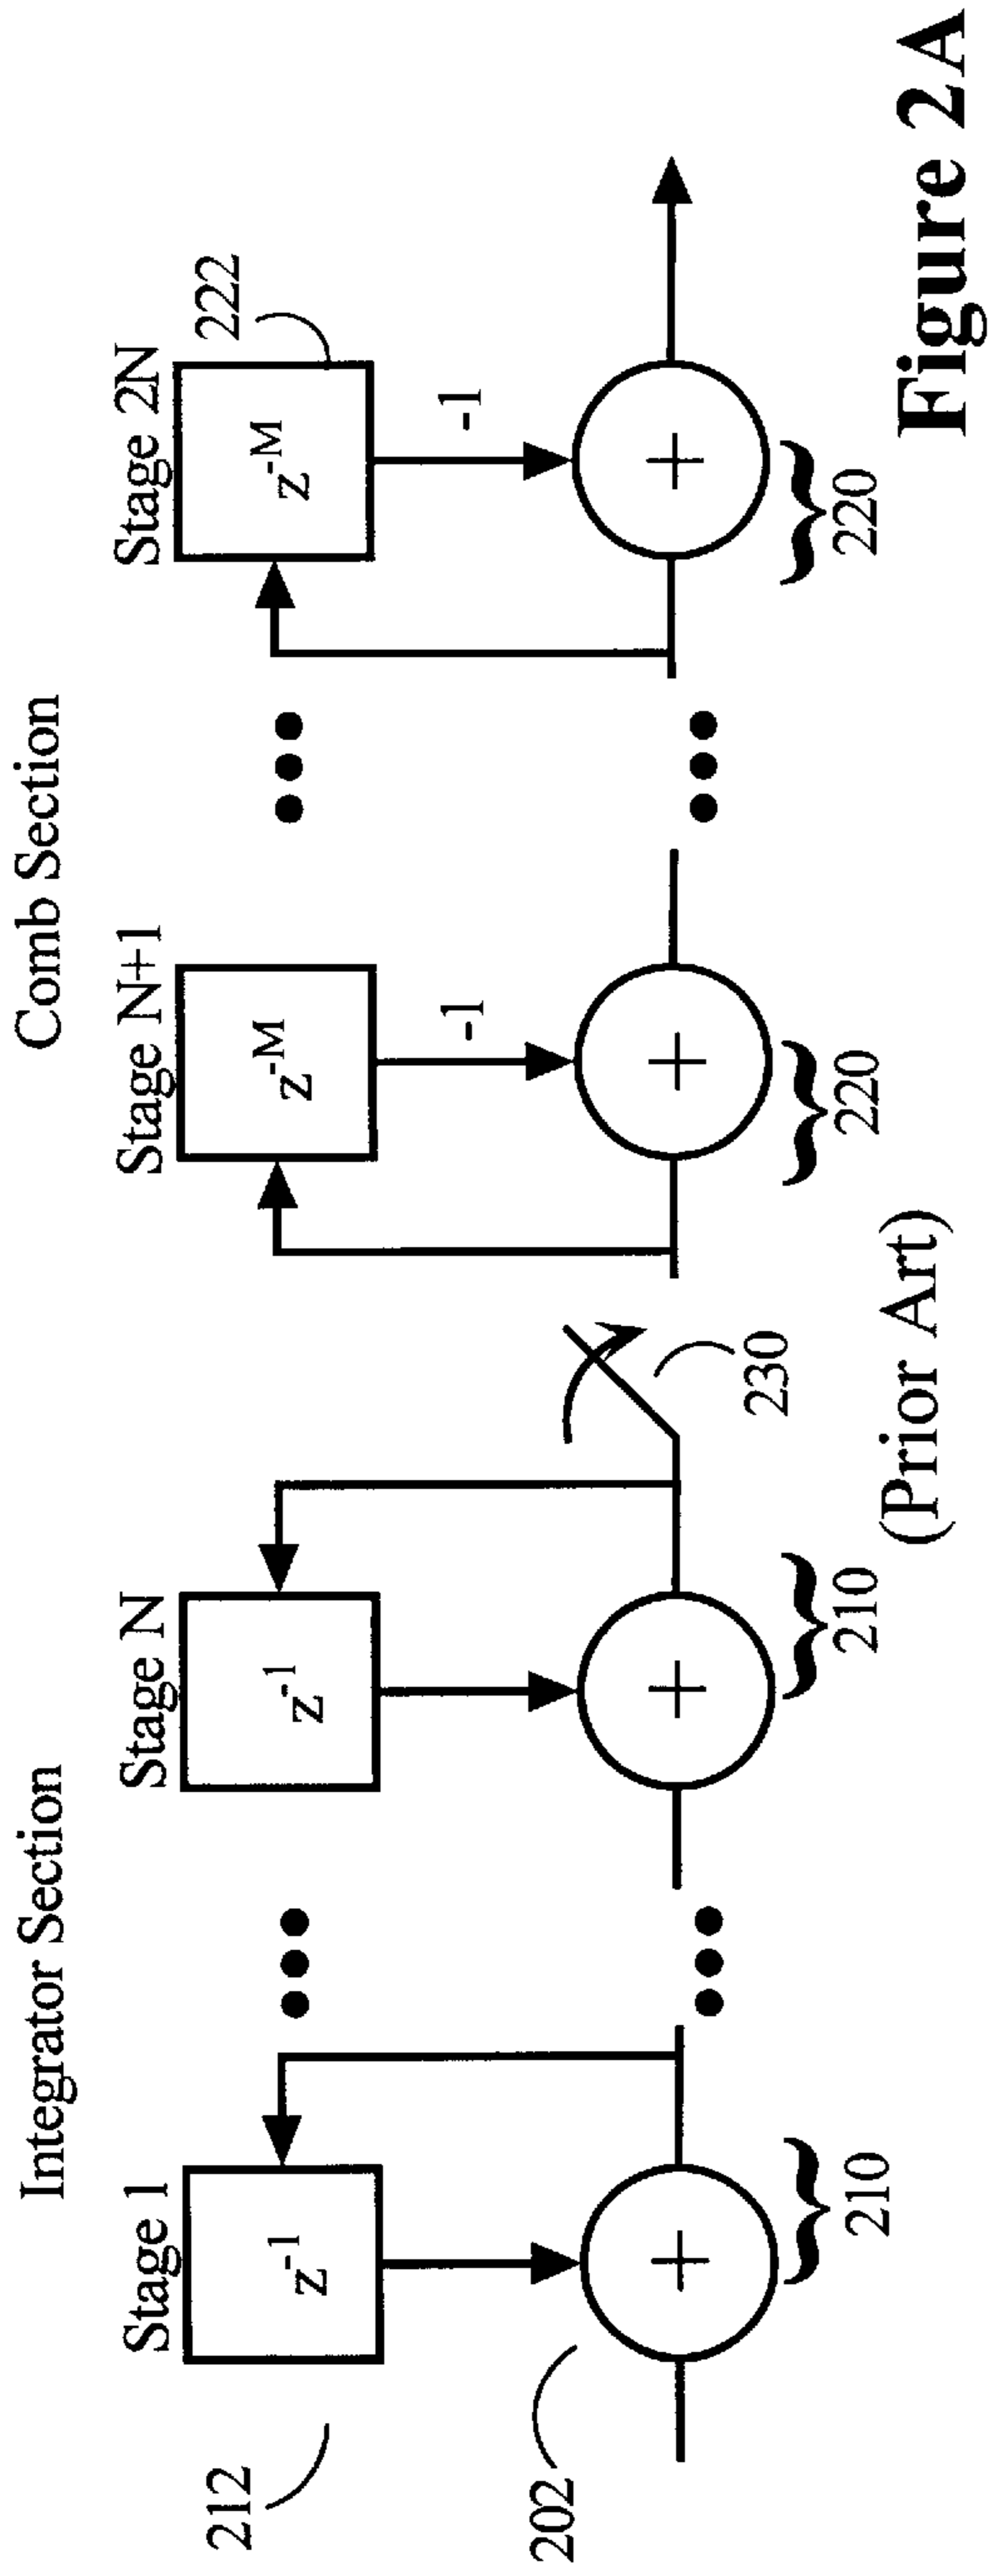 Integrator Section
Comb Section
Stage 1
Stage N
Stage N+1
Stage 2N
212
z-1
z-1
z-M
z-M
222
-1
-1
202
+
+
+
+
230
210
210
220
220
(Prior Art)
Figure 2A